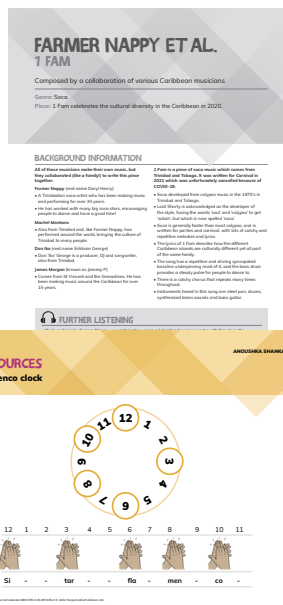 FARMER NAPPY ET AL.
1 FAM
Composed by a collaboration of various Caribbean musicians
Genre: Soca
Piece: 1 Fam celebrates the cultural diversity in the Caribbean in 2020.
BACKGROUND INFORMATION
All of these musicians make their own music, but
they collaborated (like a family) to write this piece
together.
Farmer Nappy (real name Daryl Henry)
• A Trinidadian soca artist who has been making music
and performing for over 30 years.
• He has worked with many big soca stars, encouraging
people to dance and have a good time!
Machel Montano
• Also from Trinidad and, like Farmer Nappy, has
performed around the world, bringing the culture of
Trinidad to many people.
Don Iko (real name Ekiksoar George)
• Don 'Iko' George is a producer, DJ and songwriter,
also from Trinidad.
James Morgan (known as Jammy P)
• Comes from St Vincent and the Grenadines. He has
been making music around the Caribbean for over
15 years.
1 Fam is a piece of soca music which comes from
Trinidad and Tobago. It was written for Carnival in
2021 which was unfortunately cancelled because of
COVID-19.
• Soca developed from calypso music in the 1970's in
Trinidad and Tobago.
• Lord Shorty is acknowledged as the developer of
the style, fusing the words 'soul' and 'calypso' to get
'sokah', but which is now spelled 'soca'.
• Soca is generally faster than most calypso, and is
written for parties and carnival, with lots of catchy and
repetitive melodies and lyrics.
• The lyrics of 1 Fam describe how the different
Caribbean islands are culturally different yet all part
of the same family.
• The song has a repetitive and driving syncopated
bassline underpinning most of it, and the bass drum
provides a steady pulse for people to dance to.
• There is a catchy chorus that repeats many times
throughout.
• Instruments heard in this song are: steel pan, drums,
synthesized bass sounds and bass guitar
FURTHER LISTENING
ANOUSHKA SHANKA
OURCES
enco clock
12
1
2
3
4
5
6
7
8
9
10
11
12 1 2 3 4 5 6 7 8 9 10 11
Si - - tar - - fla - men - co -